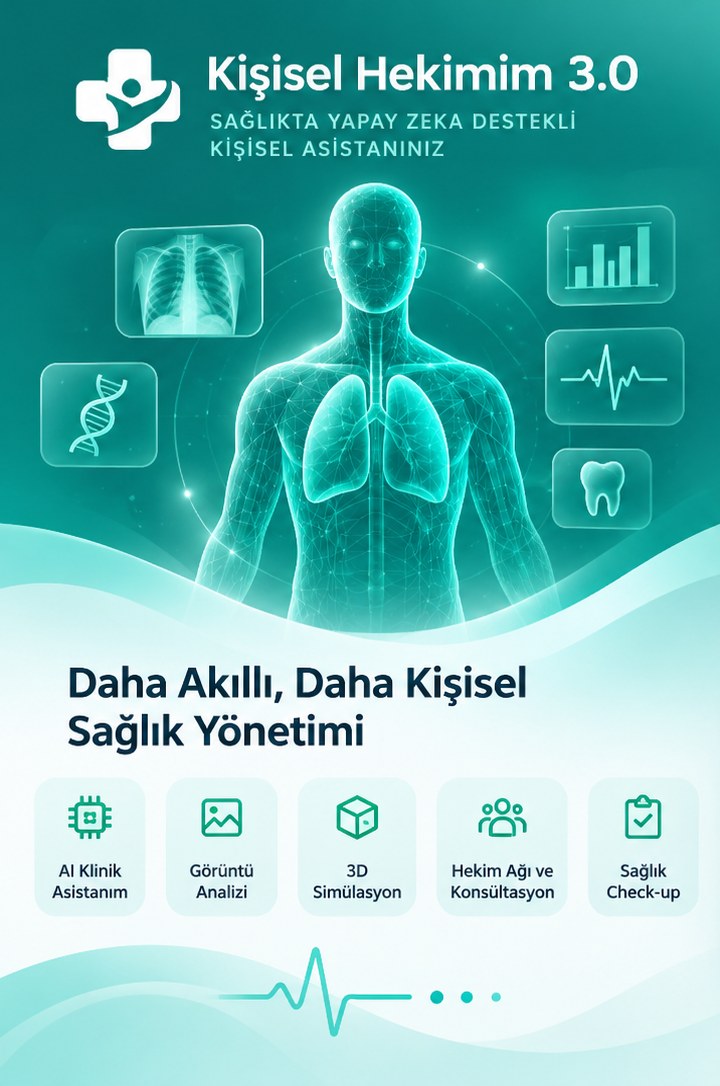 Kişisel Hekimim 3.0
SAĞLIKTA YAPAY ZEKA DESTEKLİ
KİŞİSEL ASİSTANINIZ
Daha Akıllı, Daha Kişisel
Sağlık Yönetimi
AI Klinik
Asistanım
Görüntü
Analizi
3D
Simülasyon
Hekim Ağı ve
Konsültasyon
Sağlık
Check-up